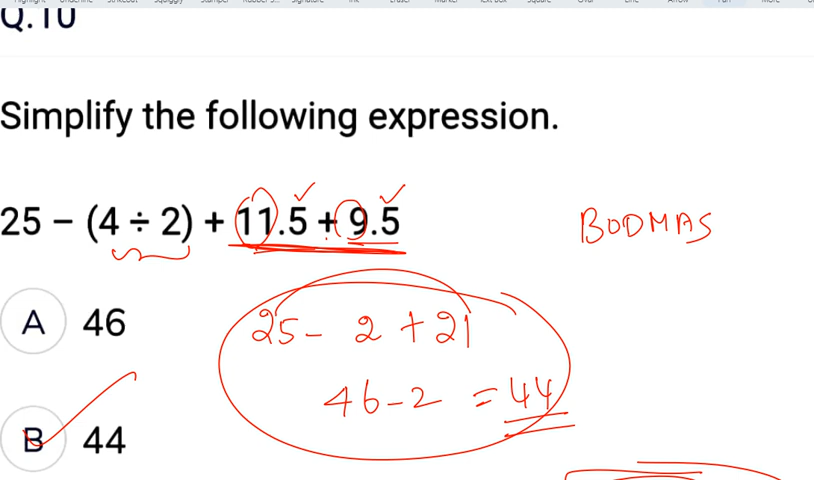 Q.10
Simplify the following expression.
25 − (4 ÷ 2) + 11.5 + 9.5
BODMAS
A 46
25 - 2 + 21
46 - 2 = 44
B 44